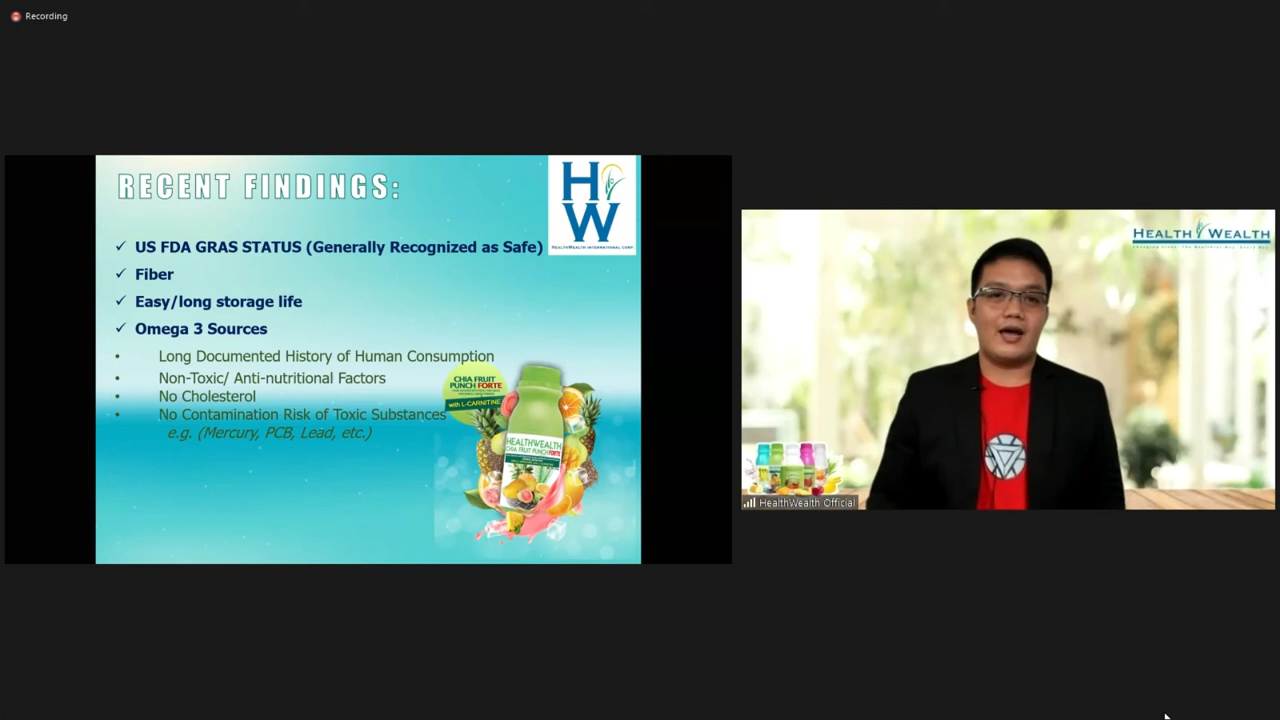 Recording
RECENT FINDINGS:
H
W
HEALTHWEALTH INTERNATIONAL CORP.
✓ US FDA GRAS STATUS (Generally Recognized as Safe)
✓ Fiber
✓ Easy/long storage life
✓ Omega 3 Sources
• Long Documented History of Human Consumption
• Non-Toxic/ Anti-nutritional Factors
• No Cholesterol
• No Contamination Risk of Toxic Substances
e.g. (Mercury, PCB, Lead, etc.)
CHIA FRUIT
PUNCH FORTE
with L-CARNITINE
HEALTHWEALTH
CHIA FRUIT PUNCH FORTE
HEALTH WEALTH
HealthWealth Official